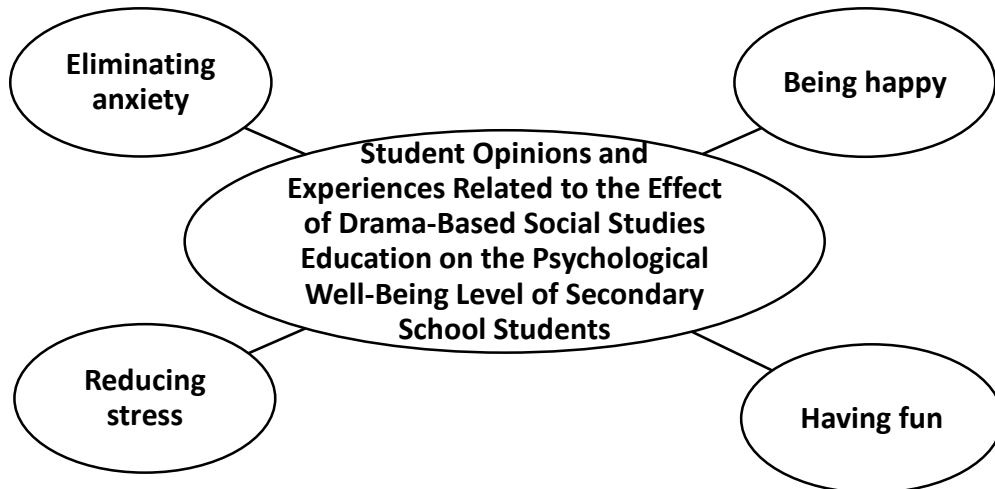 Eliminating
anxiety
Being happy
Student Opinions and
Experiences Related to the Effect
of Drama-Based Social Studies
Education on the Psychological
Well-Being Level of Secondary
School Students
Reducing
stress
Having fun